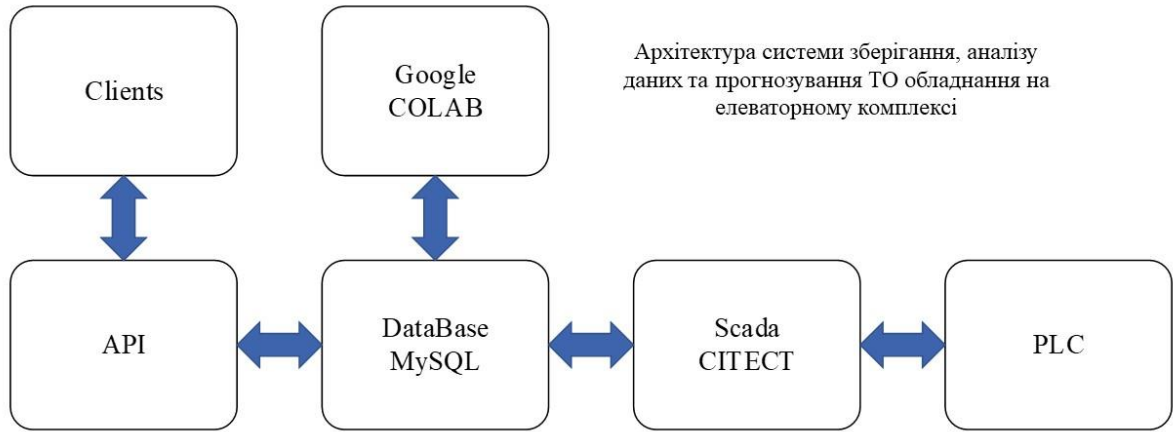 Clients
Google
COLAB
Архітектура системи зберігання, аналізу
даних та прогнозування ТО обладнання на
елеваторному комплексі
API
DataBase
MySQL
Scada
CITECT
PLC